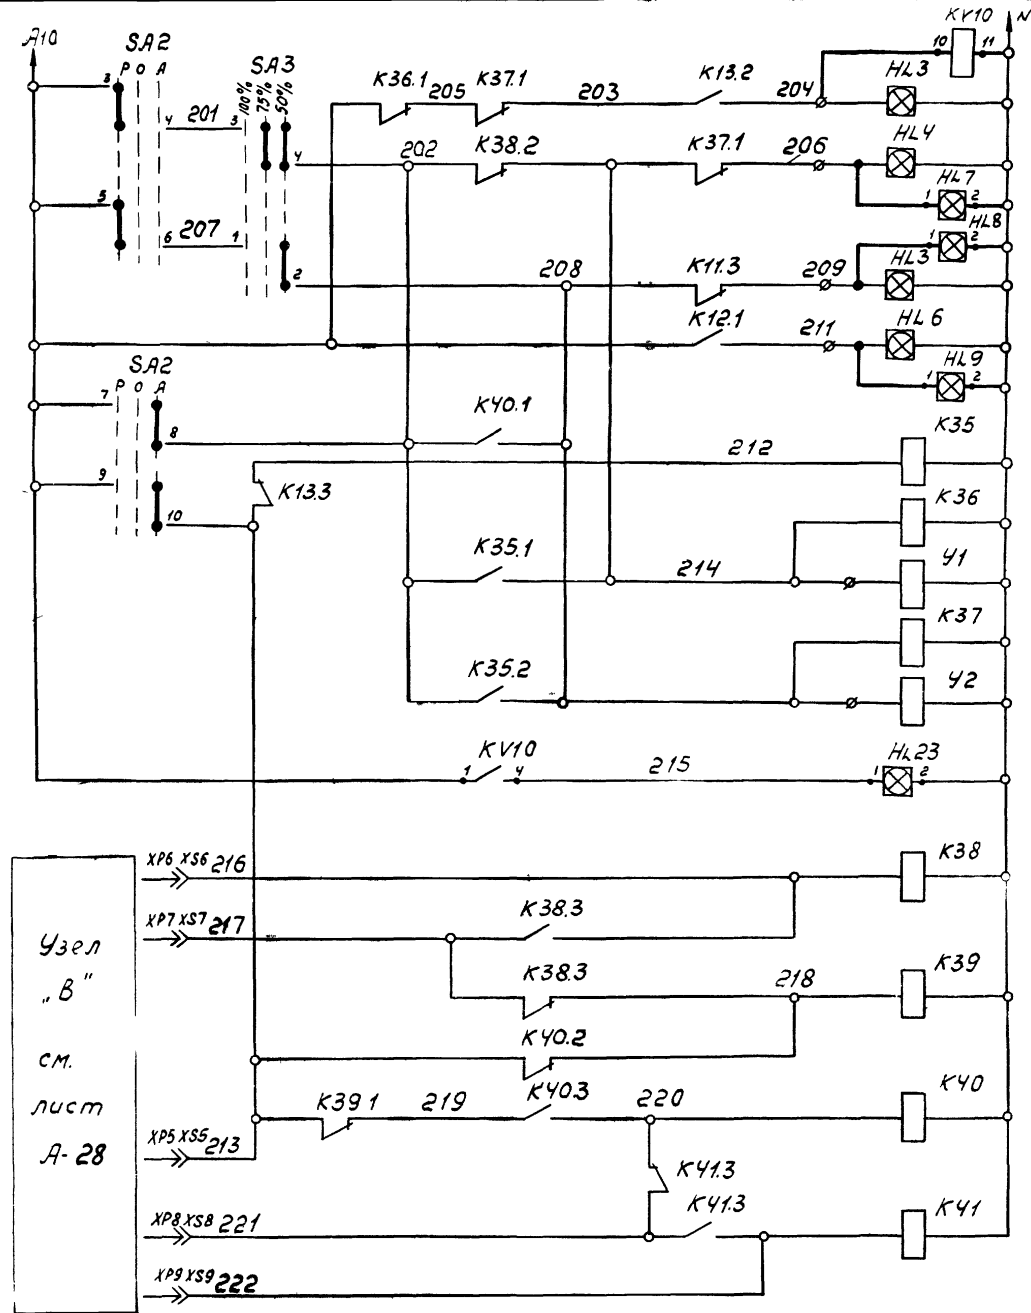 A10
N
KV10
10 11
SA2
P O A
SA3
100% 75% 50%
3
4 201 3
K36.1 205 K37.1 203 K13.2 204 HL3
4 202 K38.2 K37.1 206 HL4
1 HL7 2
5
6 207 1
1 HL8 2
2 208 K11.3 209 HL3
K12.1 211 HL6
1 HL9 2
SA2
P O A
7
8 K40.1
212 K35
9
K13.3
10
K36
K35.1 214 У1
K37
K35.2 У2
KV10
1 4 215 1 HL23 2
XP6 XS6 216 K38
XP7 XS7 217 K38.3
K38.3 218 K39
K40.2
K39.1 219 K40.3 220 K40
XP5 XS5 213
K41.3
XP8 XS8 221 K41.3 K41
XP9 XS9 222
Узел
„В"
см.
лист
А-28